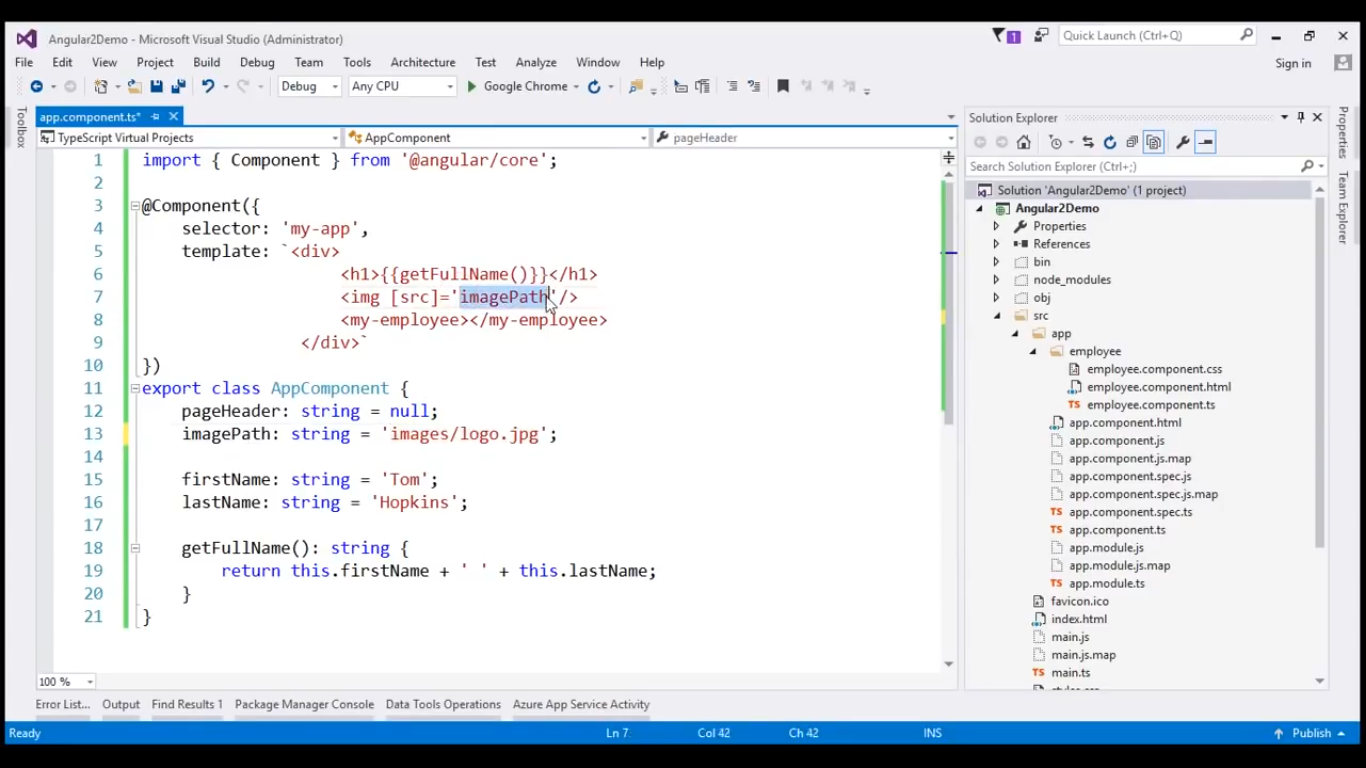 Angular2Demo - Microsoft Visual Studio (Administrator)
1
Quick Launch (Ctrl+Q)
File Edit View Project Build Debug Team Tools Architecture Test Analyze Window Help
Sign in
Debug Any CPU Google Chrome
Toolbox
app.component.ts*
TypeScript Virtual Projects AppComponent pageHeader
1 import { Component } from '@angular/core';
2
3 @Component({
4 selector: 'my-app',
5 template: `<div>
6 <h1>{{getFullName()}}</h1>
7 <img [src]='imagePath'/>
8 <my-employee></my-employee>
9 </div>`
10 })
11 export class AppComponent {
12 pageHeader: string = null;
13 imagePath: string = 'images/logo.jpg';
14
15 firstName: string = 'Tom';
16 lastName: string = 'Hopkins';
17
18 getFullName(): string {
19 return this.firstName + ' ' + this.lastName;
20 }
21 }
100 %
Solution Explorer
Search Solution Explorer (Ctrl+;)
Solution 'Angular2Demo' (1 project)
Angular2Demo
Properties
References
bin
node_modules
obj
src
app
employee
employee.component.css
employee.component.html
employee.component.ts
app.component.html
app.component.js
app.component.js.map
app.component.spec.js
app.component.spec.js.map
app.component.spec.ts
app.component.ts
app.module.js
app.module.js.map
app.module.ts
favicon.ico
index.html
main.js
main.js.map
main.ts
Properties
Team Explorer
Error List... Output Find Results 1 Package Manager Console Data Tools Operations Azure App Service Activity
Ready Ln 7 Col 42 Ch 42 INS Publish